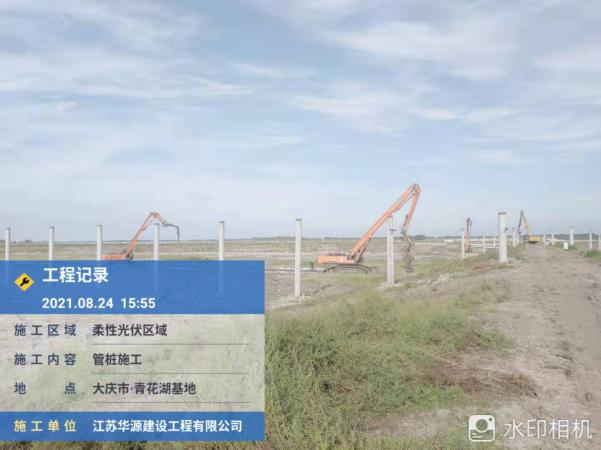 工程记录
2021.08.24 15:55
施工区域 柔性光伏区域
施工内容 管桩施工
地点 大庆市·青花湖基地
施工单位 江苏华源建设工程有限公司
水印相机